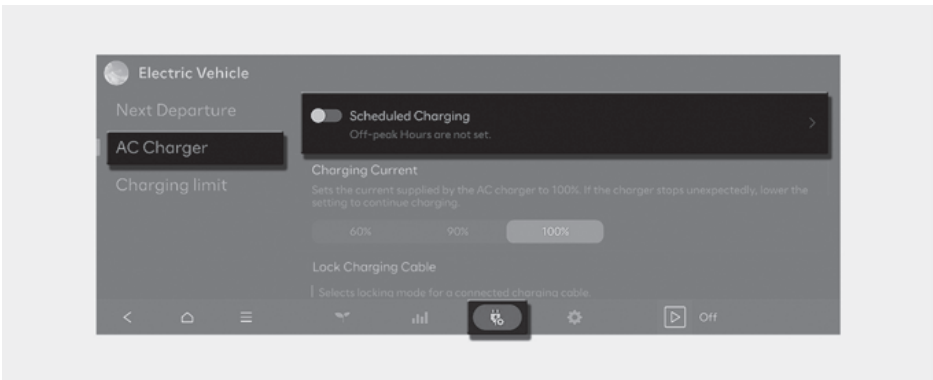 Electric Vehicle
Next Departure
AC Charger
Charging limit
Scheduled Charging
Off-peak Hours are not set.
Charging Current
Sets the current supplied by the AC charger to 100%. If the charger stops unexpectedly, lower the
setting to continue charging.
60% 90% 100%
Lock Charging Cable
Selects locking mode for a connected charging cable.
Off